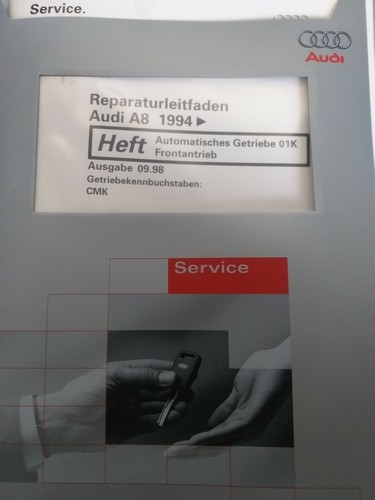 Service.
Audi
Reparaturleitfaden
Audi A8 1994 ►
Heft Automatisches Getriebe 01K
Frontantrieb
Ausgabe 09.98
Getriebekennbuchstaben:
CMK
Service